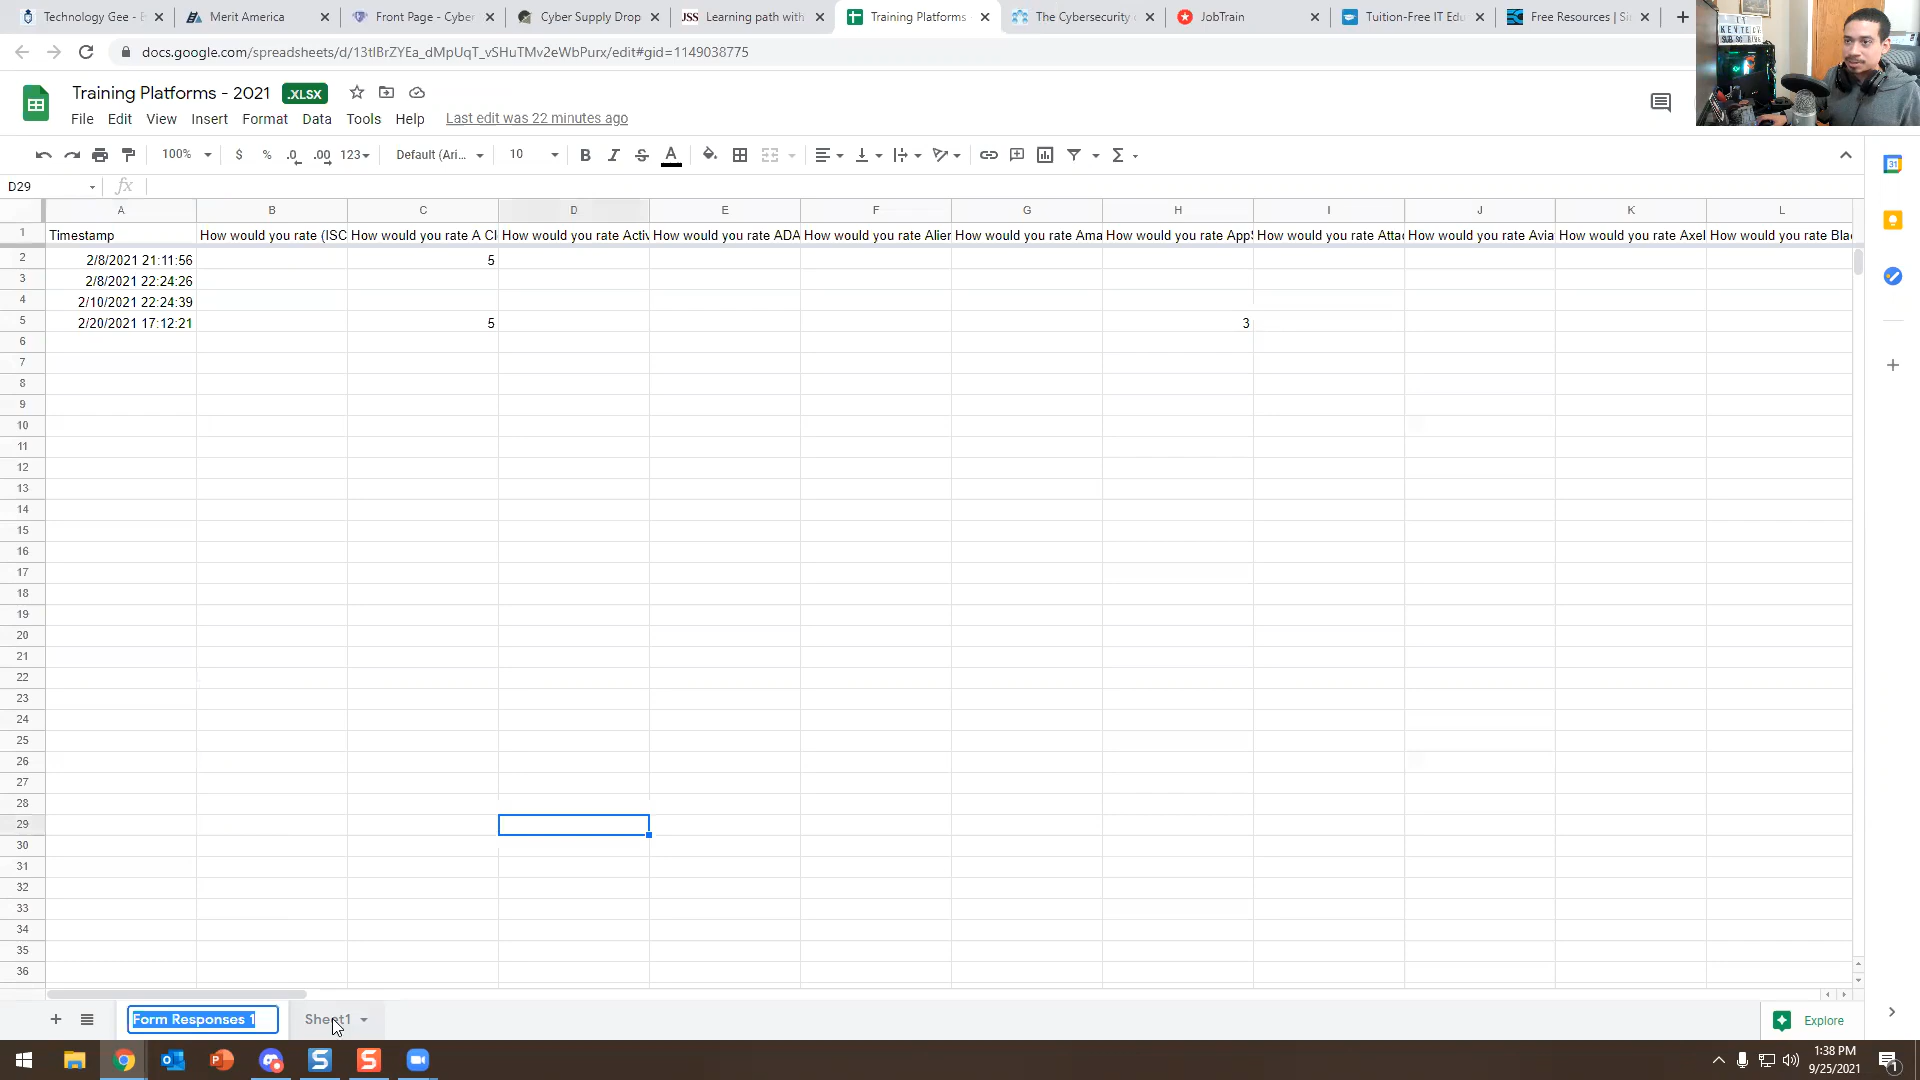 Technology Gee - E
Merit America
Front Page - Cyber
Cyber Supply Drop
JSS Learning path with
Training Platforms
The Cybersecurity
JobTrain
Tuition-Free IT Edu
Free Resources | Si
docs.google.com/spreadsheets/d/13tlBrZYEa_dMpUqT_vSHuTMv2eWbPurx/edit#gid=1149038775
Training Platforms - 2021 .XLSX
File Edit View Insert Format Data Tools Help Last edit was 22 minutes ago
100% $ % .0 .00 123 Default (Ari... 10 B I S A
D29 fx
A B C D E F G H I J K L
1 Timestamp How would you rate (ISC How would you rate A Cl How would you rate Activ How would you rate ADA How would you rate Alien How would you rate Ama How would you rate App How would you rate Atta How would you rate Avia How would you rate Axel How would you rate Bla
2 2/8/2021 21:11:56 5
3 2/8/2021 22:24:26
4 2/10/2021 22:24:39
5 2/20/2021 17:12:21 5 3
6
7
8
9
10
11
12
13
14
15
16
17
18
19
20
21
22
23
24
25
26
27
28
29
30
31
32
33
34
35
36
Form Responses 1 Sheet1 Explore
1:38 PM
9/25/2021